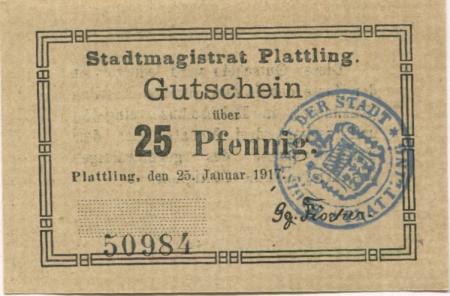 Stadtmagistrat Plattling.
Gutschein
über
25 Pfennig.
Plattling, den 25. Januar 1917.
DER STADT
50984